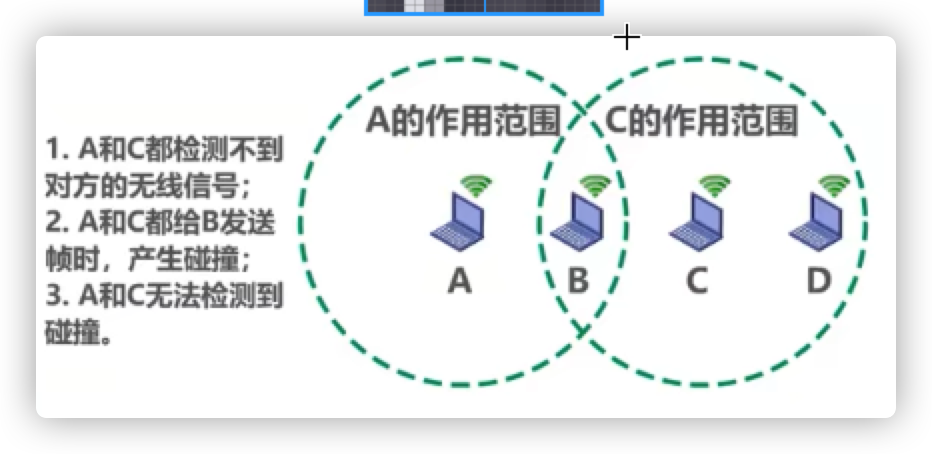 A的作用范围
C的作用范围
1. A和C都检测不到
对方的无线信号；
2. A和C都给B发送
帧时，产生碰撞；
3. A和C无法检测到
碰撞。
A
B
C
D